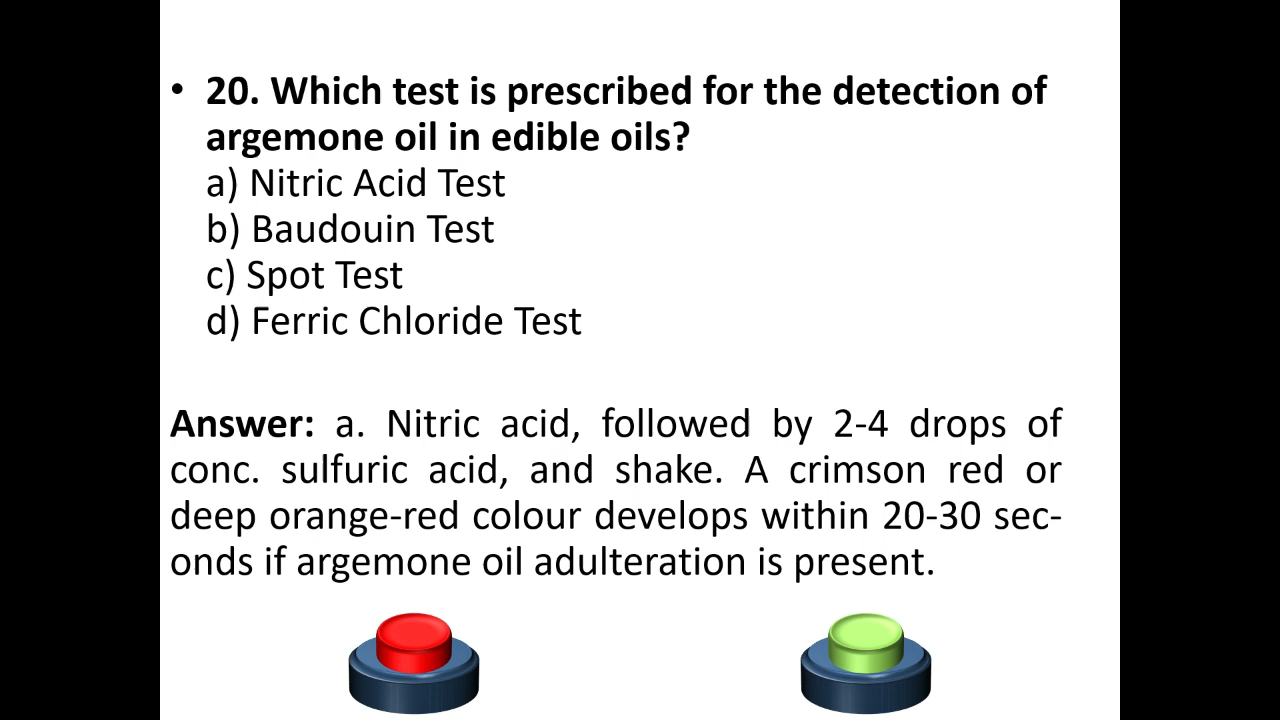 • 20. Which test is prescribed for the detection of
argemone oil in edible oils?
a) Nitric Acid Test
b) Baudouin Test
c) Spot Test
d) Ferric Chloride Test
Answer: a. Nitric acid, followed by 2-4 drops of
conc. sulfuric acid, and shake. A crimson red or
deep orange-red colour develops within 20-30 sec-
onds if argemone oil adulteration is present.